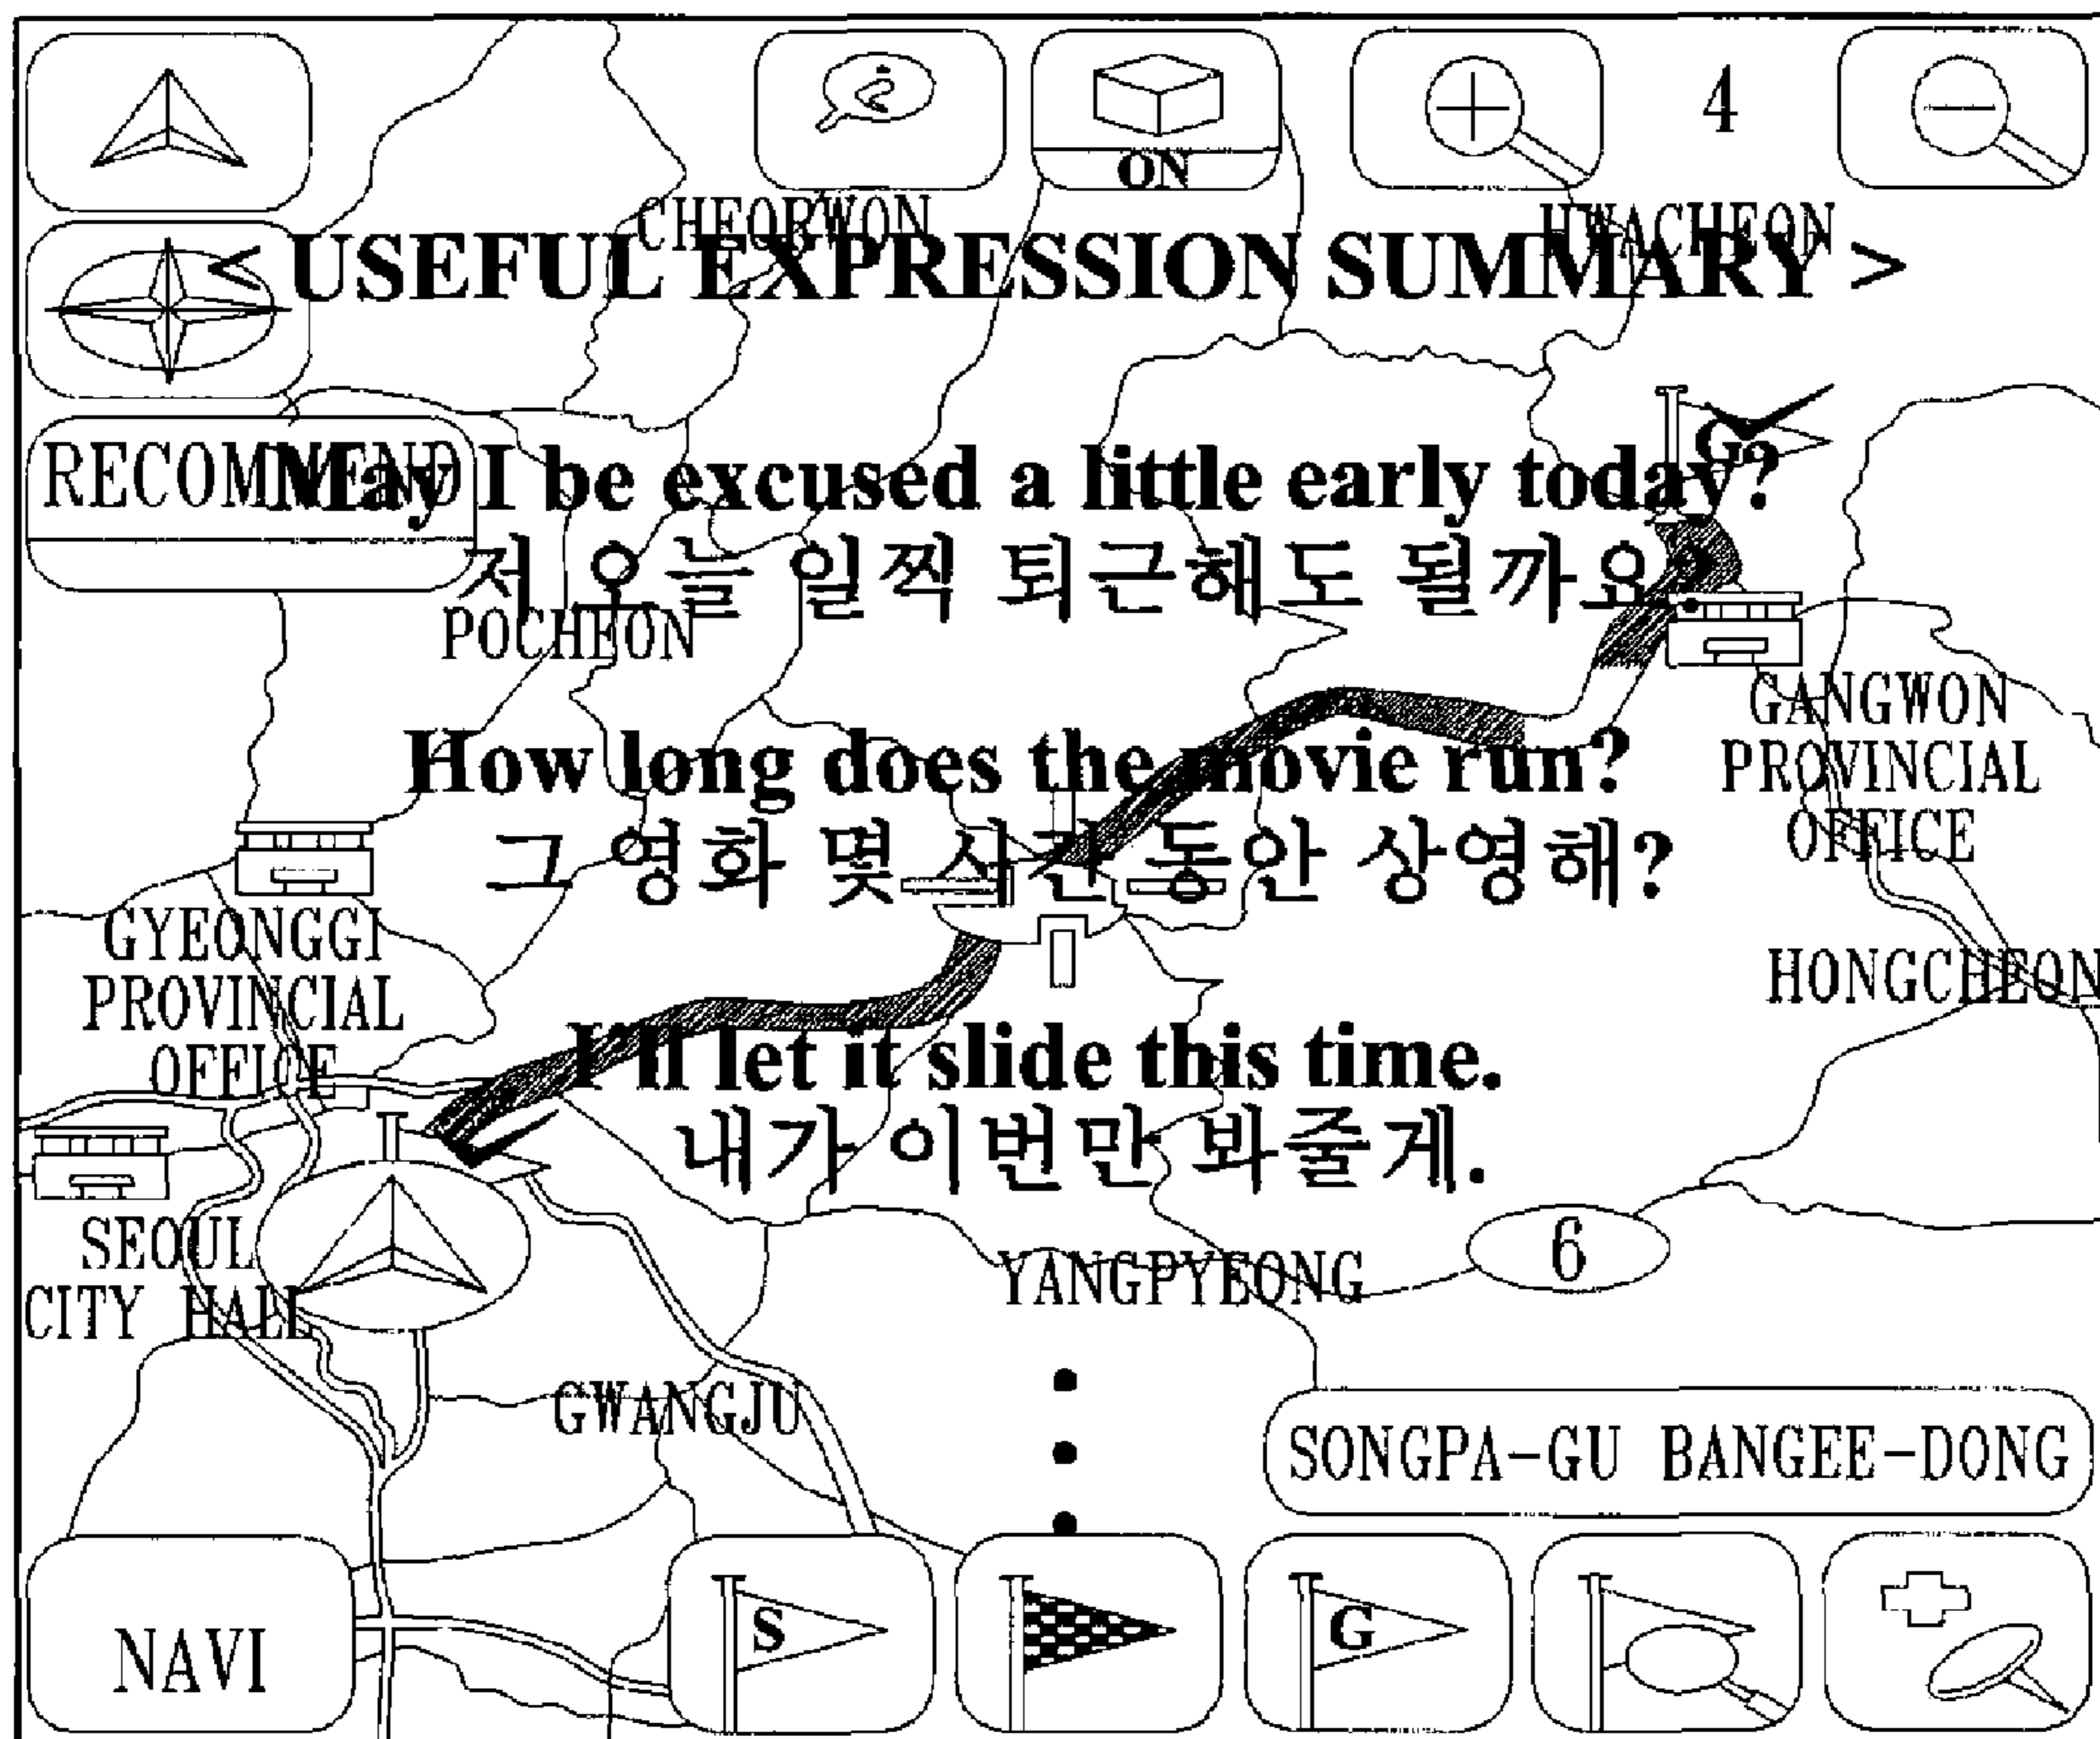 4
ON
CHEORWON
HWACHEON
< USEFUL EXPRESSION SUMMARY >
RECOMMEND
G
May I be excused a little early today?
저 오늘 일찍 퇴근해도 될까요?
POCHEON
GANGWON
PROVINCIAL
OFFICE
How long does the movie run?
그 영화 몇 시간 동안 상영해?
GYEONGGI
PROVINCIAL
OFFICE
HONGCHEON
I'll let it slide this time.
내가 이번만 봐줄게.
SEOUL
CITY HALL
YANGPYEONG
6
GWANGJU
SONGPA-GU BANGEE-DONG
NAVI
S
G